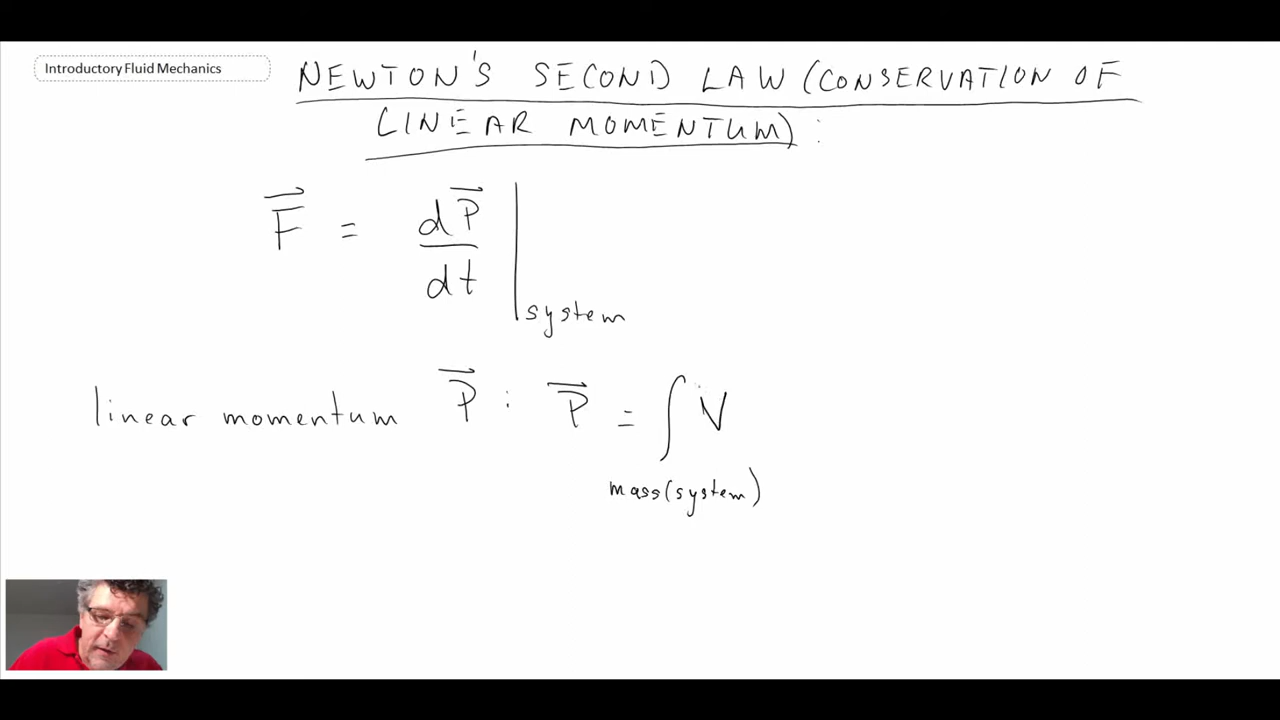 Introductory Fluid Mechanics
NEWTON'S SECOND LAW (CONSERVATION OF
LINEAR MOMENTUM):
F⃗ = dP⃗/dt |system
linear momentum P⃗ : P⃗ = ∫ V
mass(system)